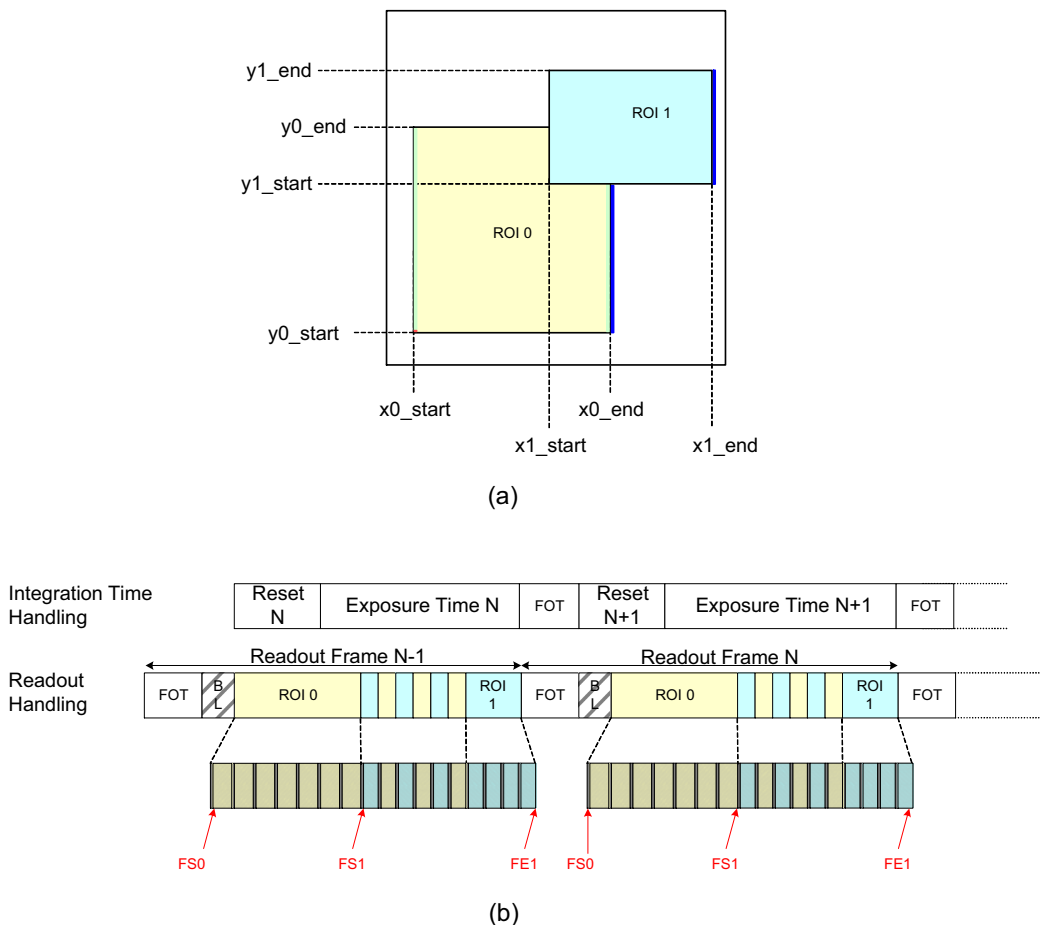 y1_end
ROI 1
y0_end
y1_start
ROI 0
y0_start
x0_start
x0_end
x1_start
x1_end
(a)
Integration Time
Handling
Reset
N
Exposure Time N
FOT
Reset
N+1
Exposure Time N+1
FOT
Readout Frame N-1
Readout Frame N
Readout
Handling
FOT
B
L
ROI 0
ROI
1
FOT
B
L
ROI 0
ROI
1
FOT
FS0
FS1
FE1
FS0
FS1
FE1
(b)